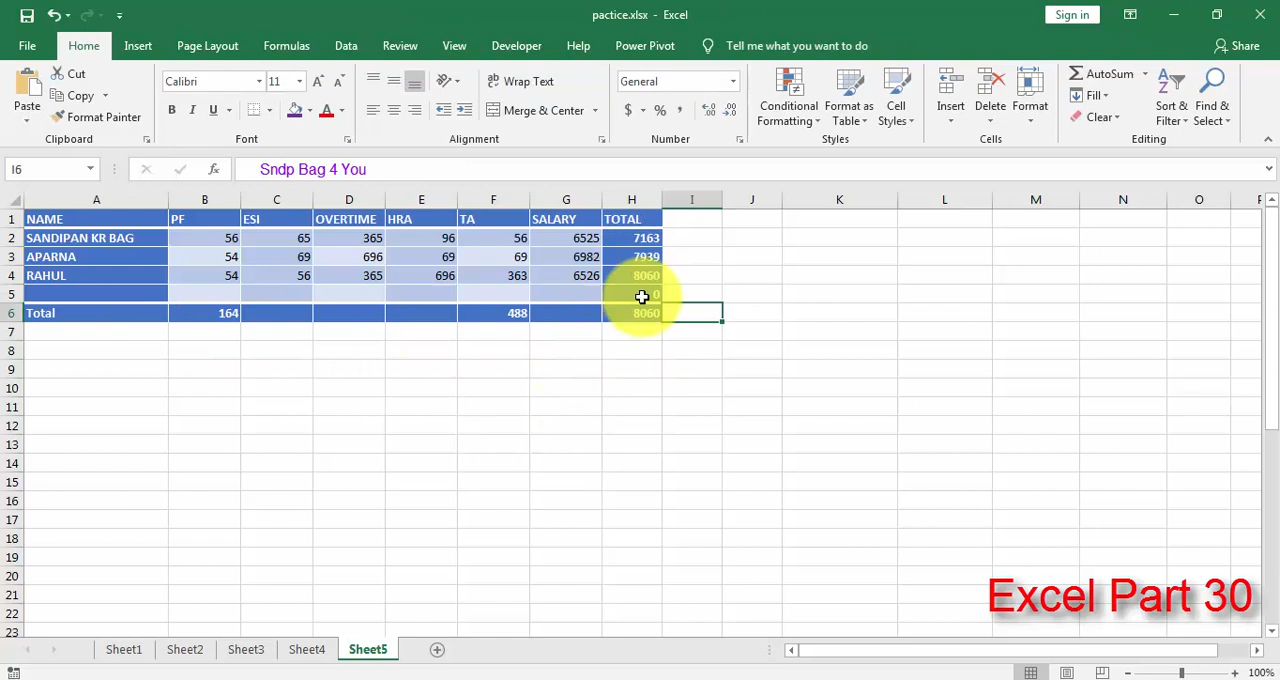 pactice.xlsx - Excel
Sign in
File Home Insert Page Layout Formulas Data Review View Developer Help Power Pivot Tell me what you want to do Share
Paste Cut Copy Format Painter Clipboard
Calibri 11 B I U A Font
Wrap Text Merge & Center Alignment
General $ % , Number
Conditional Formatting Format as Table Cell Styles Styles
Insert Delete Format Cells
AutoSum Fill Clear Sort & Filter Find & Select Editing
I6 fx Sndp Bag 4 You
A B C D E F G H I J K L M N O P
1 NAME PF ESI OVERTIME HRA TA SALARY TOTAL
2 SANDIPAN KR BAG 56 65 365 96 56 6525 7163
3 APARNA 54 69 696 69 69 6982 7939
4 RAHUL 54 56 365 696 363 6526 8060
5 0
6 Total 164 488 8060
7
8
9
10
11
12
13
14
15
16
17
18
19
20
21
22
23
Excel Part 30
Sheet1 Sheet2 Sheet3 Sheet4 Sheet5
100%